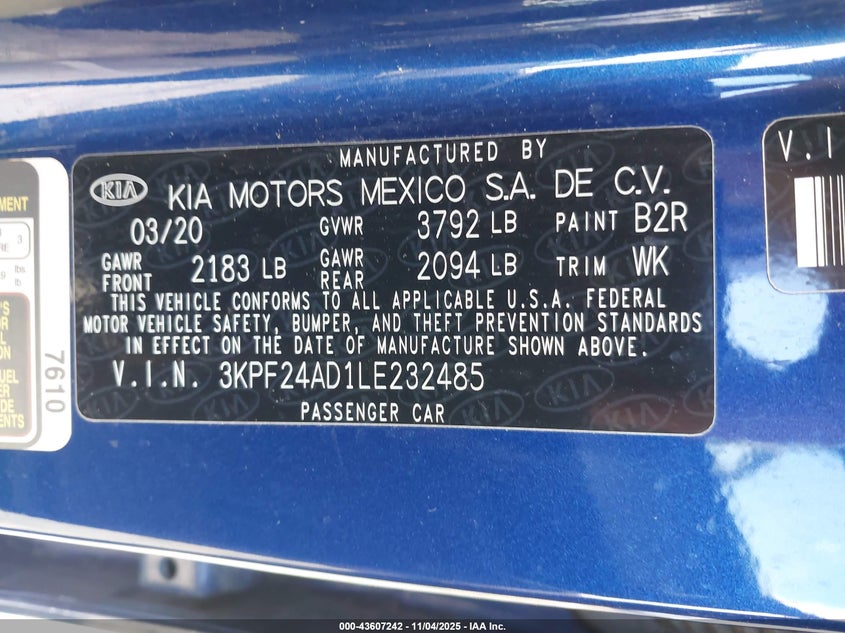 MANUFACTURED BY
KIA KIA MOTORS MEXICO S.A. DE C.V.
03/20 GVWR 3792 LB PAINT B2R
GAWR FRONT 2183 LB GAWR REAR 2094 LB TRIM WK
THIS VEHICLE CONFORMS TO ALL APPLICABLE U.S.A. FEDERAL
MOTOR VEHICLE SAFETY, BUMPER, AND THEFT PREVENTION STANDARDS
IN EFFECT ON THE DATE OF MANUFACTURE SHOWN ABOVE.
V.I.N. 3KPF24AD1LE232485
PASSENGER CAR
7610
V.I
000-43607242 - 11/04/2025 - IAA Inc.